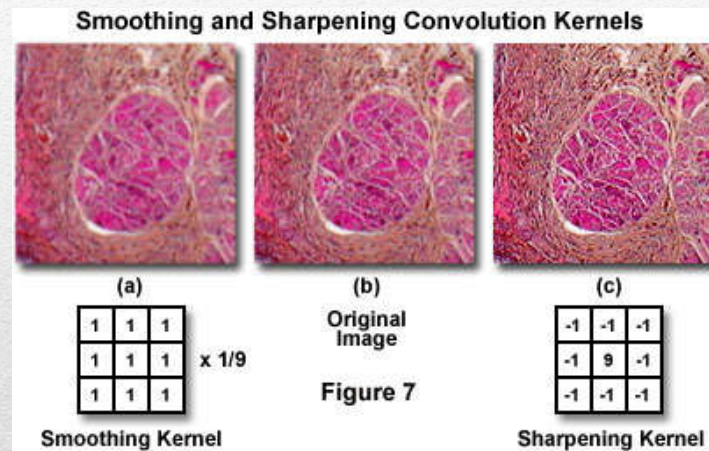 Smoothing and Sharpening Convolution Kernels
(a)
(b)
(c)
1 1 1
1 1 1
1 1 1
x 1/9
Smoothing Kernel
Original
Image
Figure 7
-1 -1 -1
-1 9 -1
-1 -1 -1
Sharpening Kernel